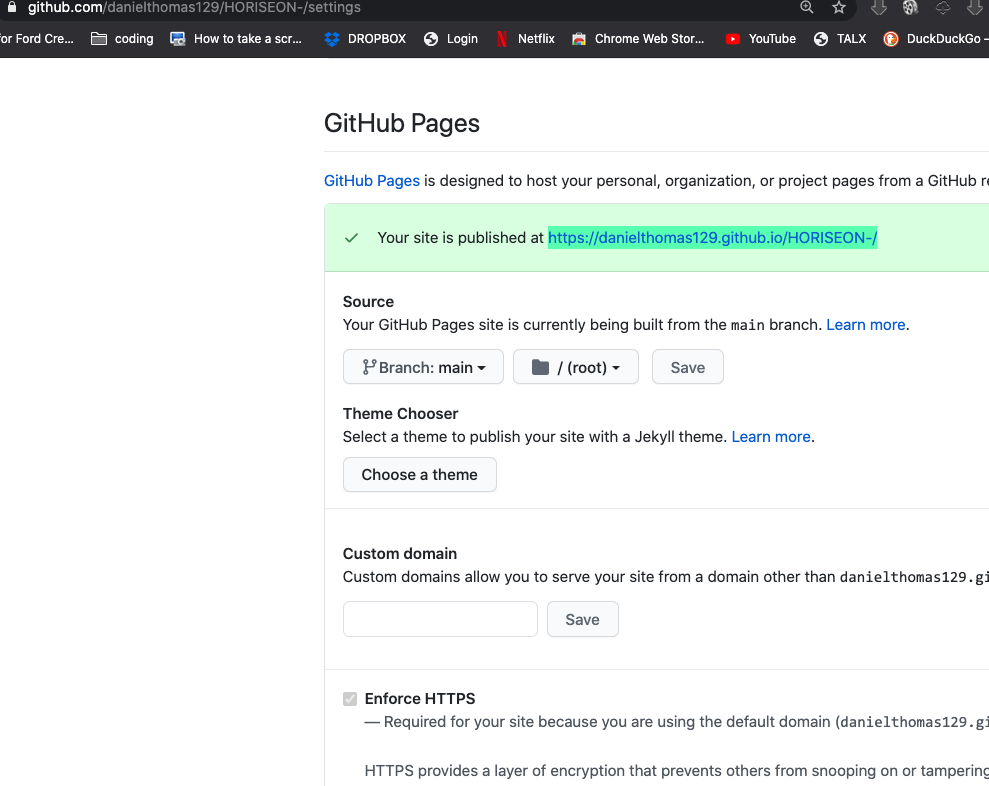 github.com/danielthomas129/HORISEON-/settings
for Ford Cre... coding How to take a scr... DROPBOX Login Netflix Chrome Web Stor... YouTube TALX DuckDuckGo –
GitHub Pages
GitHub Pages is designed to host your personal, organization, or project pages from a GitHub
Your site is published at https://danielthomas129.github.io/HORISEON-/
Source
Your GitHub Pages site is currently being built from the main branch. Learn more.
Branch: main / (root) Save
Theme Chooser
Select a theme to publish your site with a Jekyll theme. Learn more.
Choose a theme
Custom domain
Custom domains allow you to serve your site from a domain other than danielthomas129.gi
Save
Enforce HTTPS
— Required for your site because you are using the default domain (danielthomas129.gi
HTTPS provides a layer of encryption that prevents others from snooping on or tampering